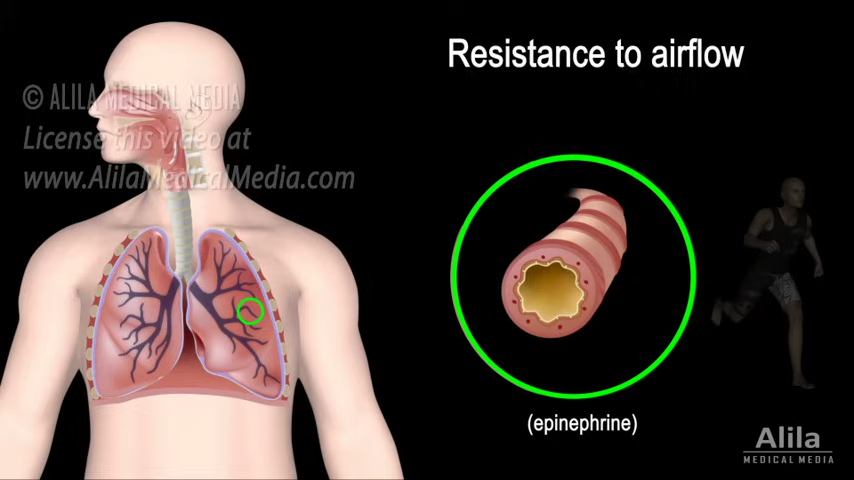 Resistance to airflow
© ALILA MEDICAL MEDIA
License this video at
www.AlilaMedicalMedia.com
(epinephrine)
Alila
MEDICAL MEDIA